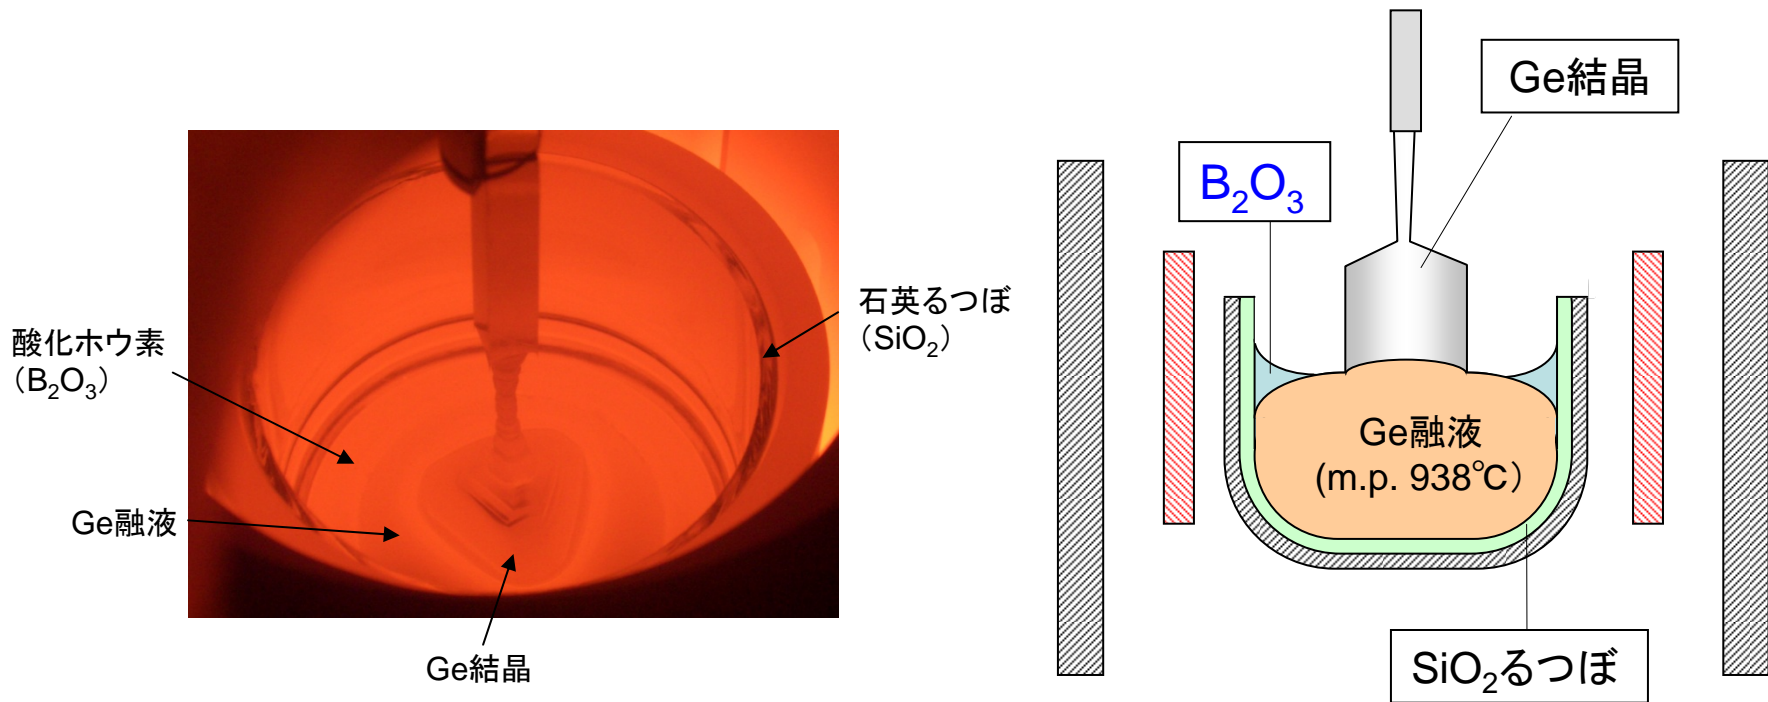 酸化ホウ素
（B₂O₃）
Ge融液
Ge結晶
石英るつぼ
（SiO₂）
Ge結晶
B₂O₃
Ge融液
(m.p. 938℃）
SiO₂るつぼ